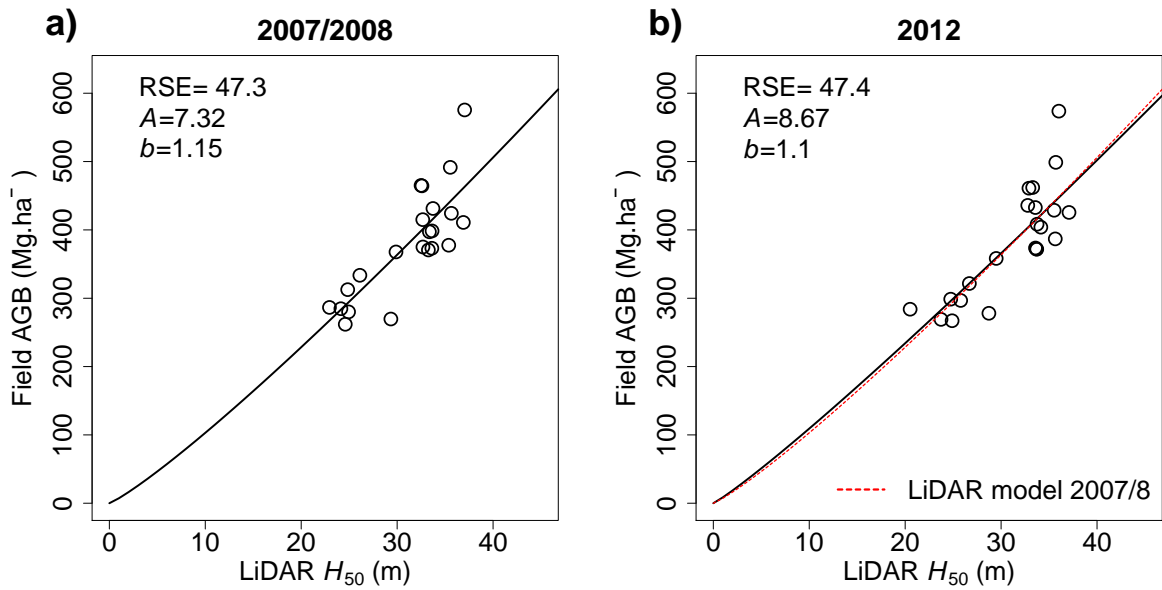 a)
2007/2008
RSE= 47.3
A=7.32
b=1.15
Field AGB (Mg.ha⁻ )
0
100
200
300
400
500
600
0 10 20 30 40
LiDAR H₅₀ (m)
b)
2012
RSE= 47.4
A=8.67
b=1.1
Field AGB (Mg.ha⁻ )
0
100
200
300
400
500
600
LiDAR model 2007/8
0 10 20 30 40
LiDAR H₅₀ (m)